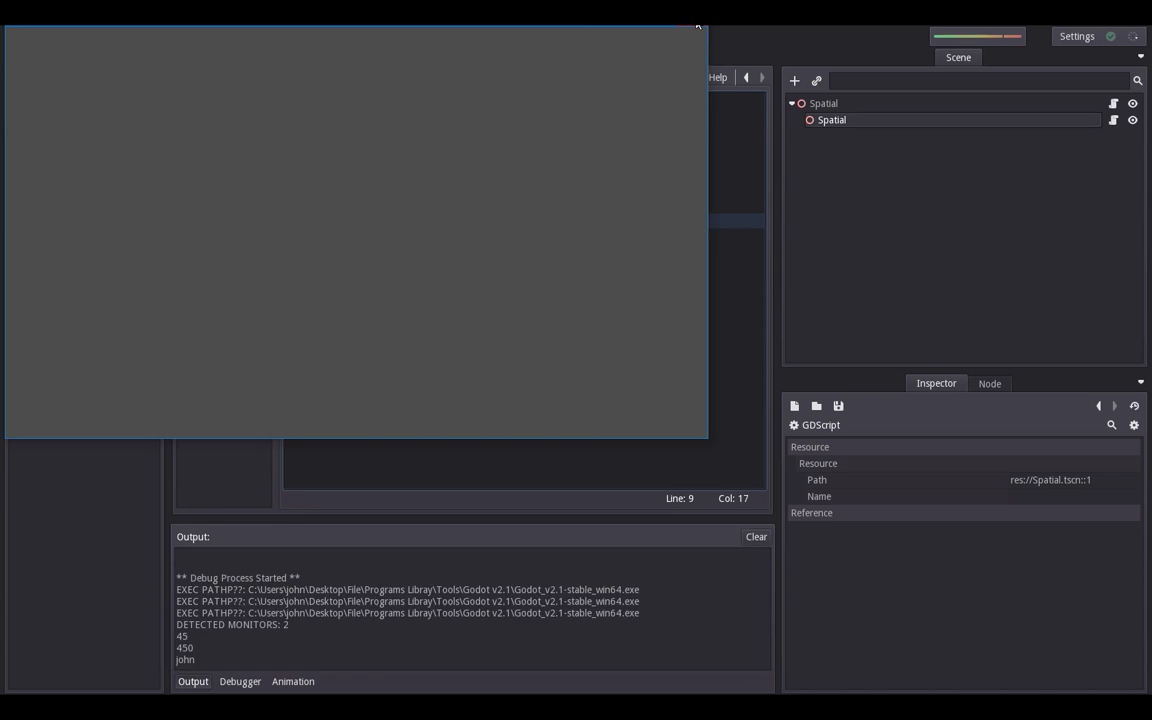 Settings
Scene
Help
Spatial
Spatial
Inspector
Node
GDScript
Resource
Resource
Path
res://Spatial.tscn::1
Name
Reference
Line: 9
Col: 17
Output:
Clear
** Debug Process Started **
EXEC PATHP??: C:\Users\john\Desktop\File\Programs Libray\Tools\Godot v2.1\Godot_v2.1-stable_win64.exe
EXEC PATHP??: C:\Users\john\Desktop\File\Programs Libray\Tools\Godot v2.1\Godot_v2.1-stable_win64.exe
EXEC PATHP??: C:\Users\john\Desktop\File\Programs Libray\Tools\Godot v2.1\Godot_v2.1-stable_win64.exe
DETECTED MONITORS: 2
45
450
john
Output
Debugger
Animation